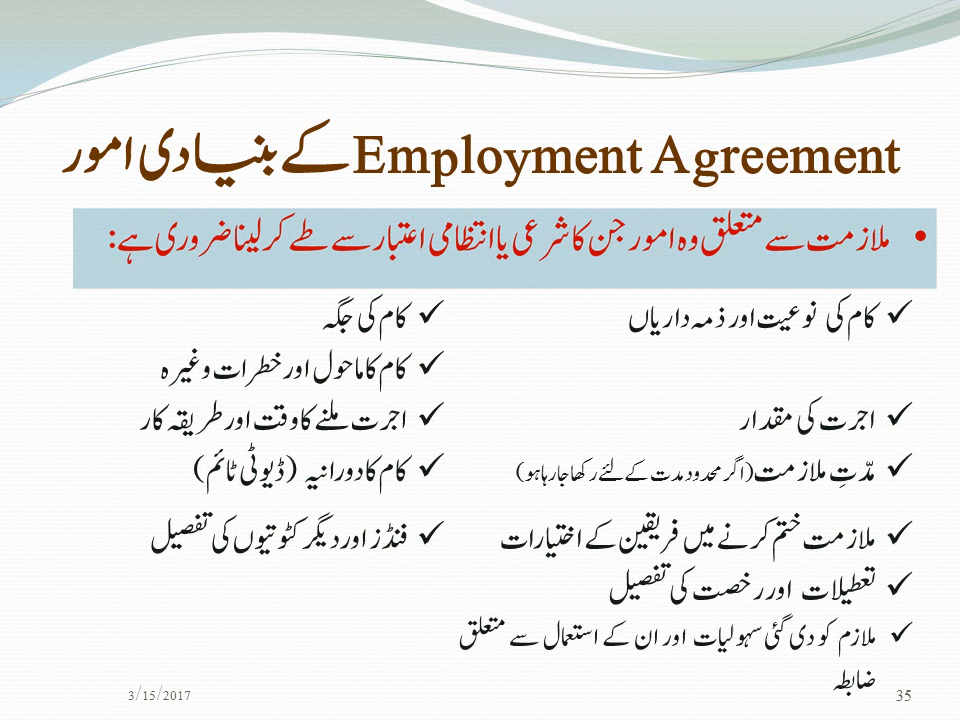 Employment Agreement کے بنیادی امور
• ملازمت سے متعلق وہ امور جن کا شرعی یا انتظامی اعتبار سے طے کر لینا ضروری ہے:
✓ کام کی نوعیت اور ذمہ داریاں
✓ کام کی جگہ
✓ کام کا ماحول اور خطرات وغیرہ
✓ اجرت کی مقدار
✓ اجرت ملنے کا وقت اور طریقہ کار
✓ مدّتِ ملازمت (اگر محدود مدت کے لئے رکھا جا رہا ہو)
✓ کام کا دورانیہ (ڈیوٹی ٹائم)
✓ ملازمت ختم کرنے میں فریقین کے اختیارات
✓ فنڈز اور دیگر کٹوتیوں کی تفصیل
✓ تعطیلات اور رخصت کی تفصیل
✓ ملازم کو دی گئی سہولیات اور ان کے استعمال سے متعلق
ضابطہ
3/15/2017
35